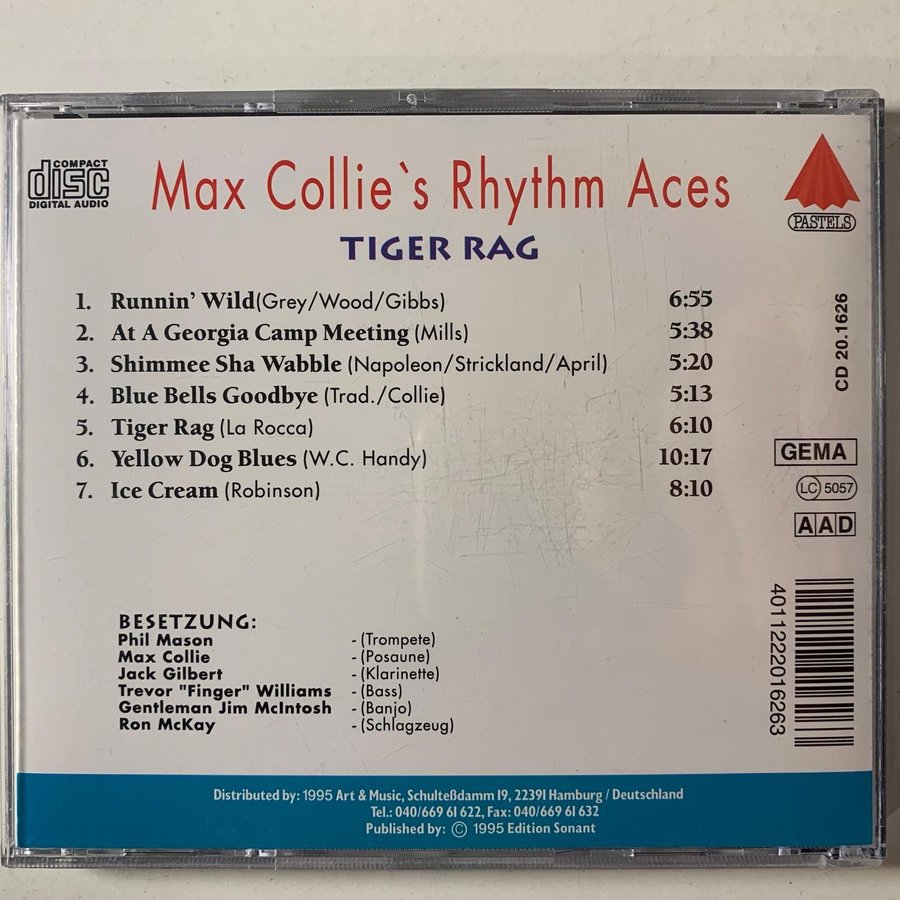 COMPACT
disc
DIGITAL AUDIO
Max Collie`s Rhythm Aces
TIGER RAG
PASTELS
1. Runnin' Wild(Grey/Wood/Gibbs) 6:55
2. At A Georgia Camp Meeting (Mills) 5:38
3. Shimmee Sha Wabble (Napoleon/Strickland/April) 5:20
4. Blue Bells Goodbye (Trad./Collie) 5:13
5. Tiger Rag (La Rocca) 6:10
6. Yellow Dog Blues (W.C. Handy) 10:17
7. Ice Cream (Robinson) 8:10
CD 20.1626
GEMA
LC 5057
AAD
4011222016263
BESETZUNG:
Phil Mason - (Trompete)
Max Collie - (Posaune)
Jack Gilbert - (Klarinette)
Trevor "Finger" Williams - (Bass)
Gentleman Jim McIntosh - (Banjo)
Ron McKay - (Schlagzeug)
Distributed by: 1995 Art & Music, Schulteßdamm 19, 22391 Hamburg / Deutschland
Tel.: 040/669 61 622, Fax: 040/669 61 632
Published by: © 1995 Edition Sonant